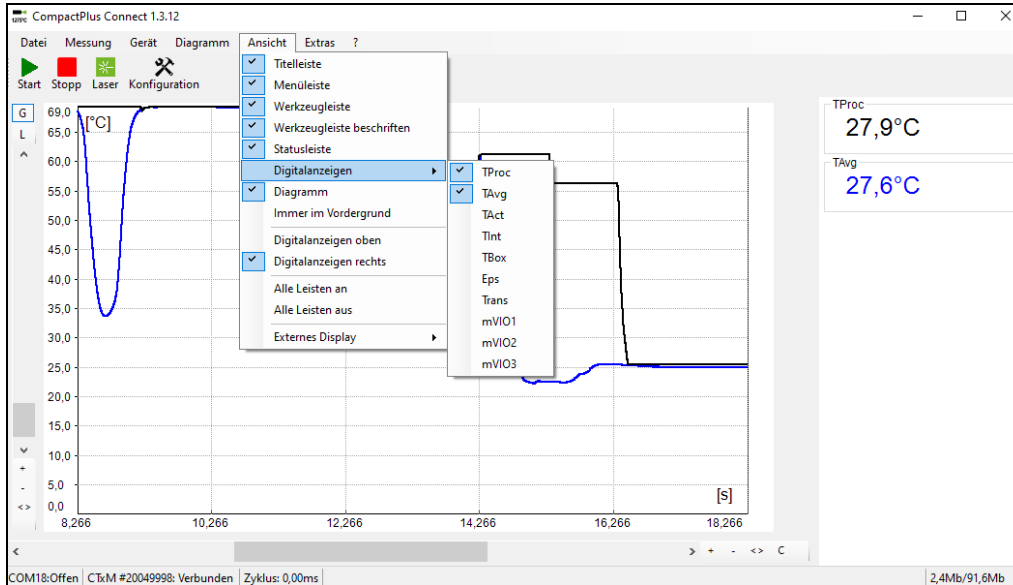 CompactPlus Connect 1.3.12
Datei Messung Gerät Diagramm Ansicht Extras ?
Start Stopp Laser Konfiguration
Titelleiste
Menüleiste
Werkzeugleiste
Werkzeugleiste beschriften
Statusleiste
Digitalanzeigen
Diagramm
Immer im Vordergrund
Digitalanzeigen oben
Digitalanzeigen rechts
Alle Leisten an
Alle Leisten aus
Externes Display
TProc
TAvg
TAct
TInt
TBox
Eps
Trans
mVIO1
mVIO2
mVIO3
G
L
+
-
<>
69,0
[°C]
65,0
60,0
55,0
50,0
45,0
40,0
35,0
30,0
25,0
20,0
15,0
10,0
5,0
0,0
[s]
8,266 10,266 12,266 14,266 16,266 18,266
+ - <> C
TProc
27,9°C
TAvg
27,6°C
COM18:Offen CTxM #20049998: Verbunden Zyklus: 0,00ms 2,4Mb/91,6Mb